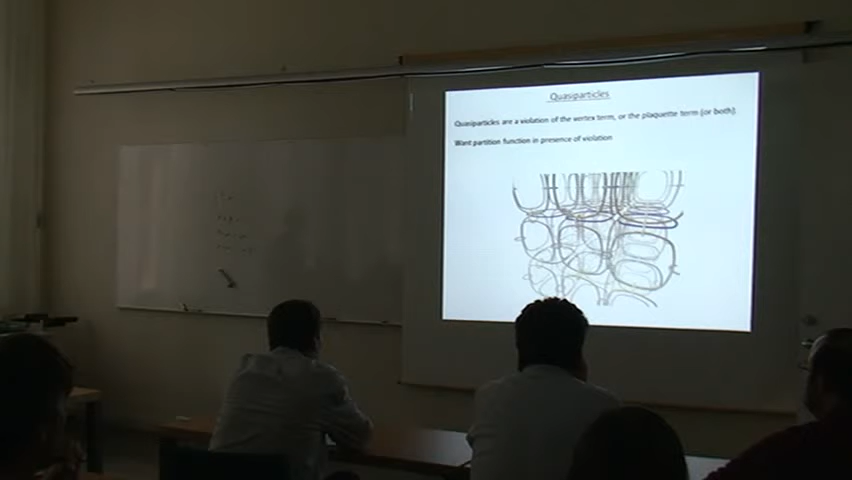 Quasiparticles
Quasiparticles are a violation of the vertex term, or the plaquette term (or both)
Want partition function in presence of violation